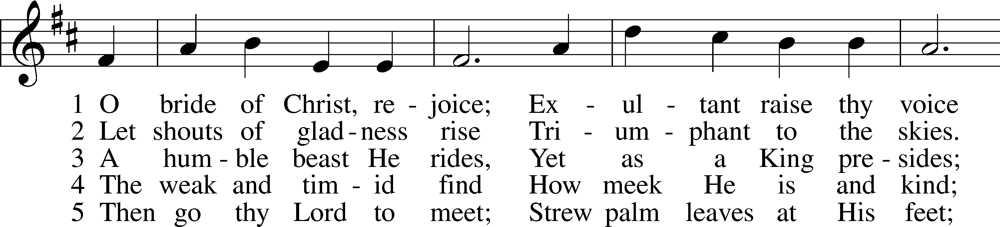 1 O bride of Christ, re - joice; Ex - ul - tant raise thy voice
2 Let shouts of glad - ness rise Tri - um - phant to the skies.
3 A hum - ble beast He rides, Yet as a King pre - sides;
4 The weak and tim - id find How meek He is and kind;
5 Then go thy Lord to meet; Strew palm leaves at His feet;